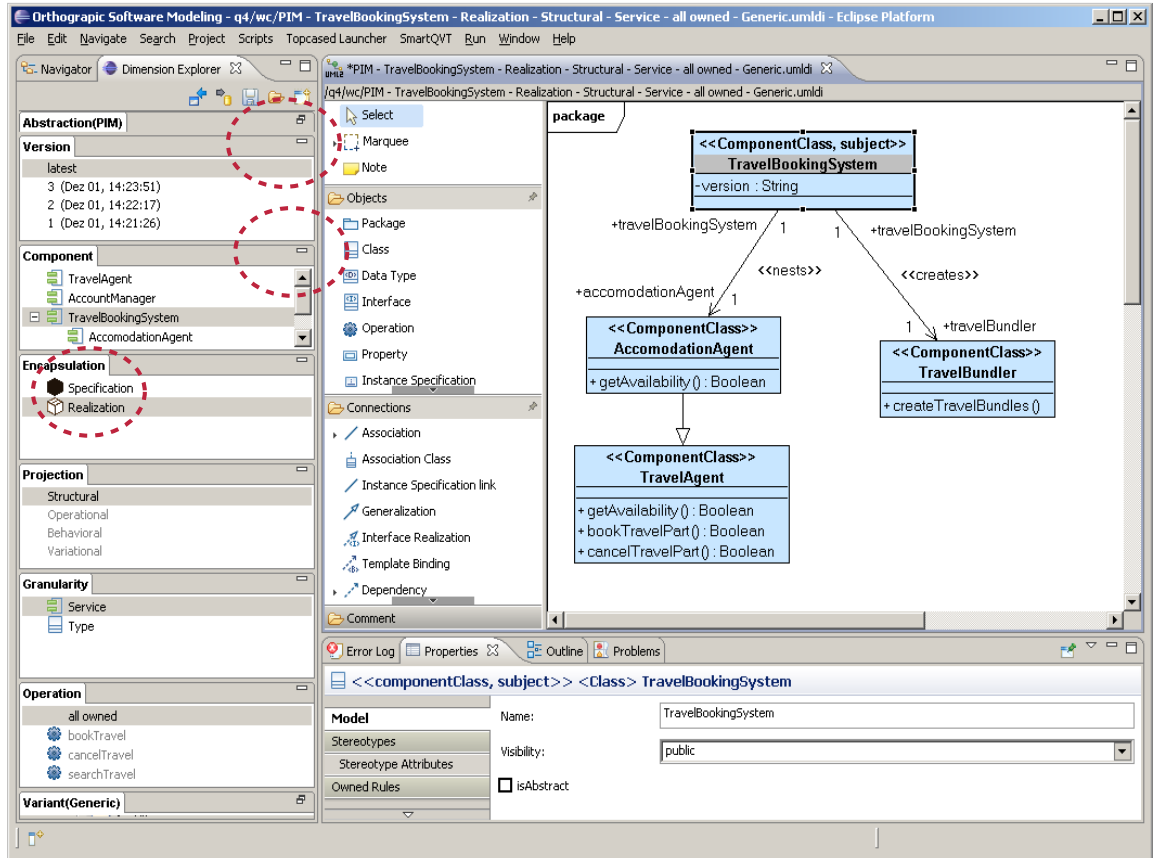 Orthograpic Software Modeling - q4/wc/PIM - TravelBookingSystem - Realization - Structural - Service - all owned - Generic.umldi - Eclipse Platform
File Edit Navigate Search Project Scripts Topcased Launcher SmartQVT Run Window Help
Navigator
Dimension Explorer
Abstraction(PIM)
Version
latest
3 (Dez 01, 14:23:51)
2 (Dez 01, 14:22:17)
1 (Dez 01, 14:21:26)
Component
TravelAgent
AccountManager
TravelBookingSystem
AccomodationAgent
Encapsulation
Specification
Realization
Projection
Structural
Operational
Behavioral
Variational
Granularity
Service
Type
Operation
all owned
bookTravel
cancelTravel
searchTravel
Variant(Generic)
UML2 *PIM - TravelBookingSystem - Realization - Structural - Service - all owned - Generic.umldi
/q4/wc/PIM - TravelBookingSystem - Realization - Structural - Service - all owned - Generic.umldi
Select
Marquee
Note
Objects
Package
Class
Data Type
Interface
Operation
Property
Instance Specification
Connections
Association
Association Class
Instance Specification link
Generalization
Interface Realization
Template Binding
Dependency
Comment
package
<<ComponentClass, subject>>
TravelBookingSystem
-version : String
+travelBookingSystem
1
1
+travelBookingSystem
<<nests>>
<<creates>>
+accomodationAgent
1
1
+travelBundler
<<ComponentClass>>
AccomodationAgent
+ getAvailability() : Boolean
<<ComponentClass>>
TravelBundler
+ createTravelBundles()
<<ComponentClass>>
TravelAgent
+ getAvailability() : Boolean
+ bookTravelPart() : Boolean
+ cancelTravelPart() : Boolean
Error Log
Properties
Outline
Problems
<<componentClass, subject>> <Class> TravelBookingSystem
Model
Stereotypes
Stereotype Attributes
Owned Rules
Name:
TravelBookingSystem
Visibility:
public
isAbstract